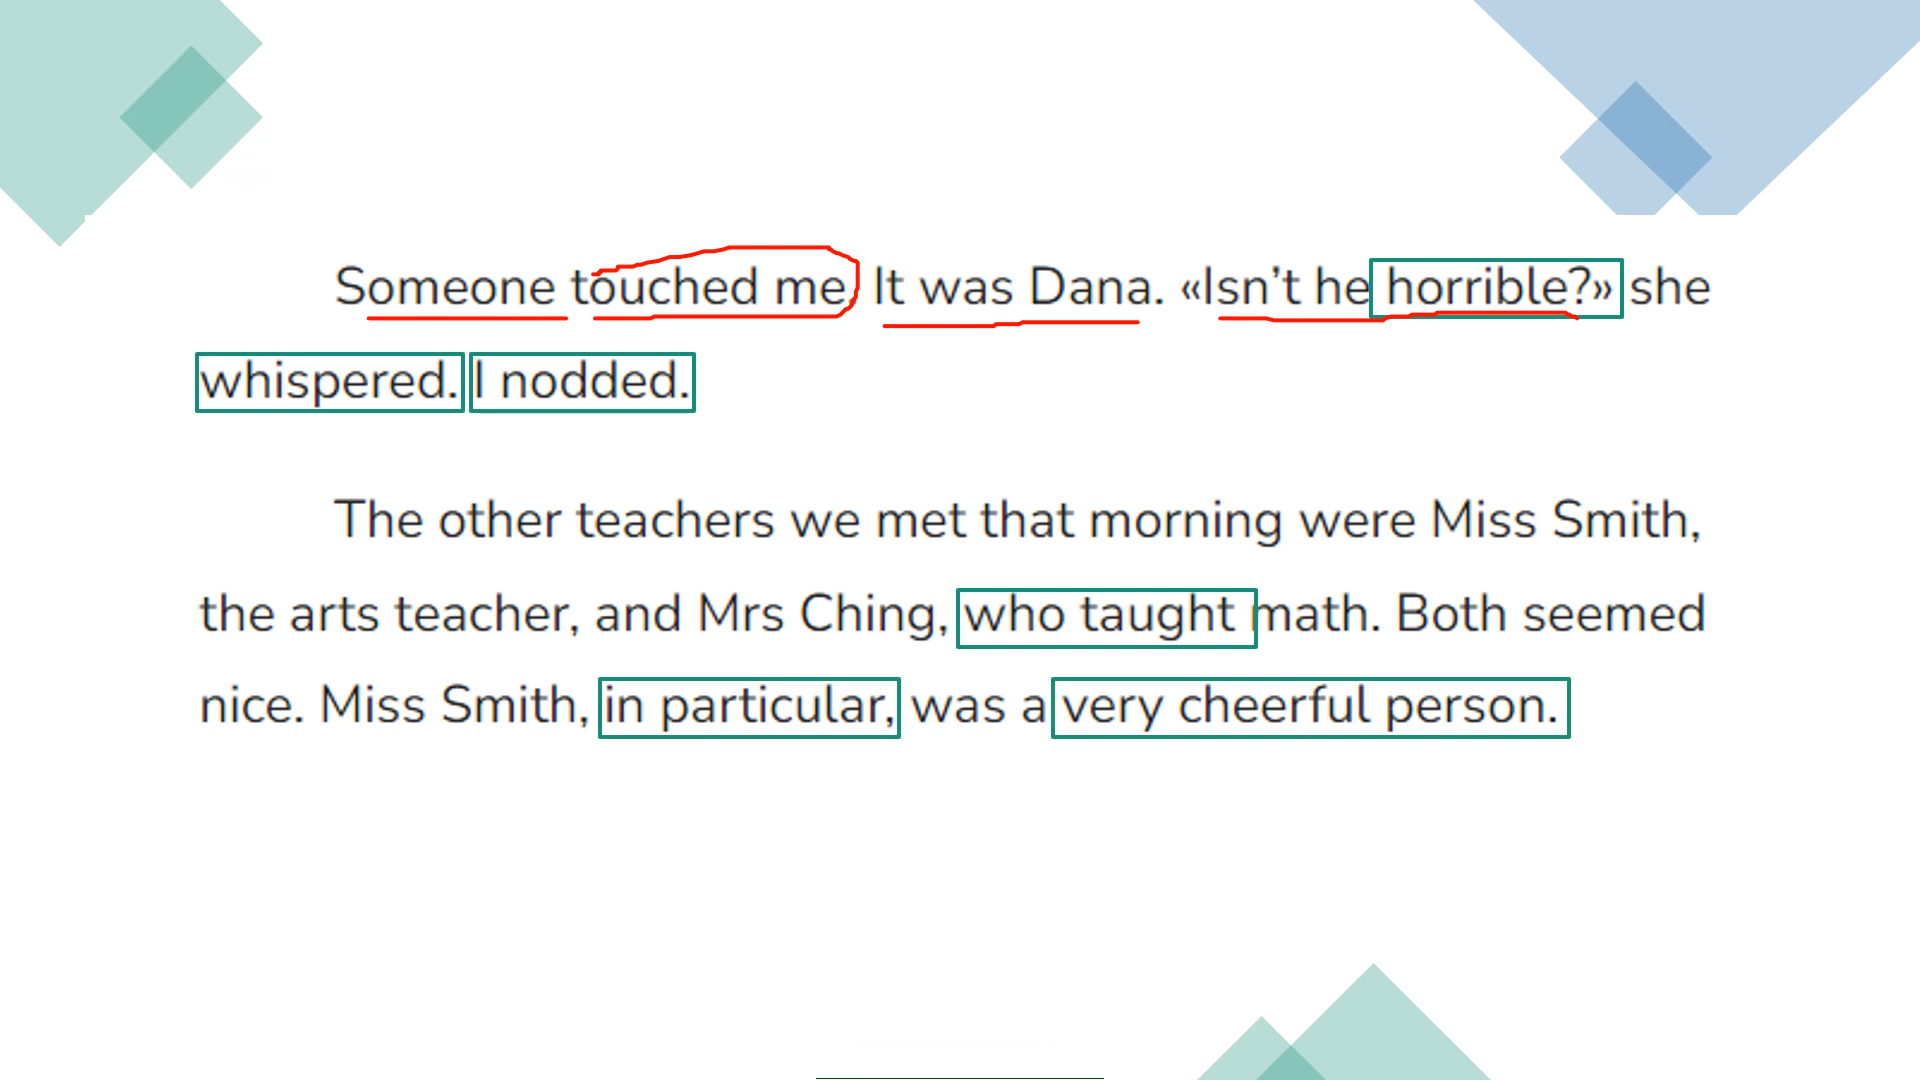 Someone touched me. It was Dana. «Isn’t he horrible?» she
whispered. I nodded.
The other teachers we met that morning were Miss Smith,
the arts teacher, and Mrs Ching, who taught math. Both seemed
nice. Miss Smith, in particular, was a very cheerful person.